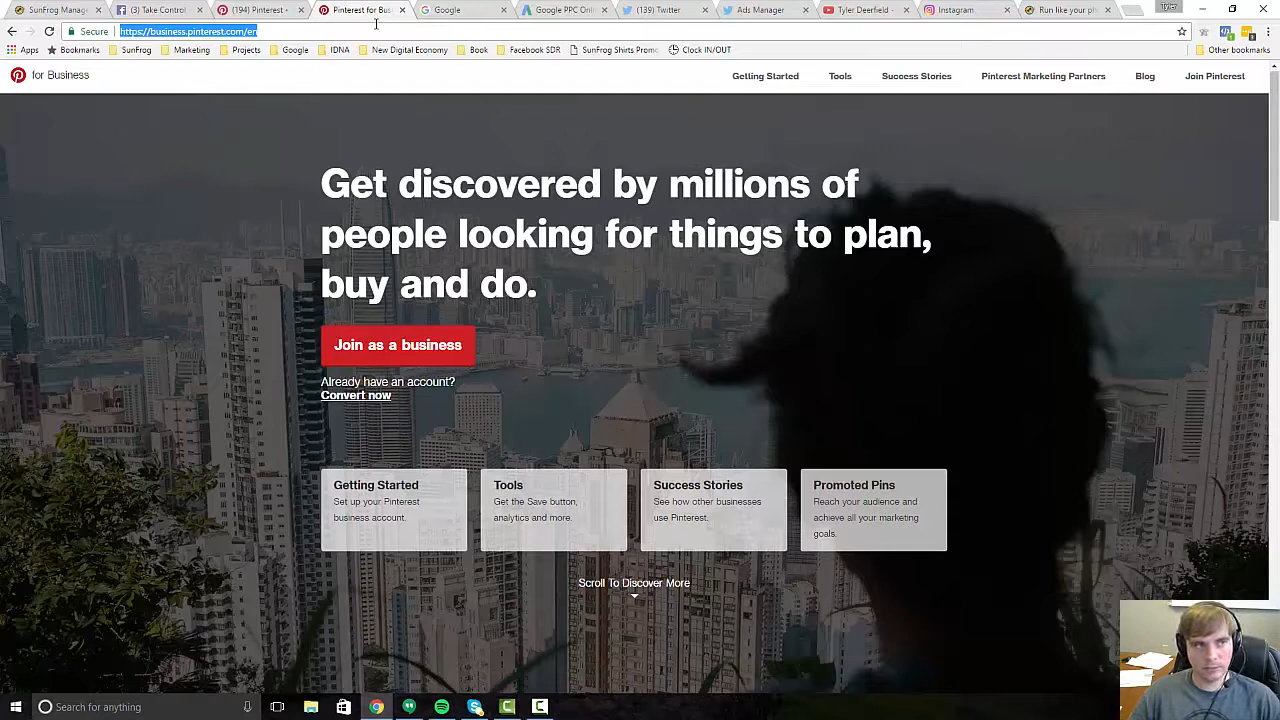 SunFrog Manage
(3) Take Control
(194) Pinterest •
Pinterest for Busi
Google
Google PPC Onli
(139) Twitter
Ads Manager
Tyler Deerfield -
Instagram
Run like your ph
Tyler
Secure
https://business.pinterest.com/en
Apps
Bookmarks
SunFrog
Marketing
Projects
Google
IDNA
New Digital Economy
Book
Facebook SF
SunFrog Shirts Promo
Clock IN/OUT
Other bookmarks
for Business
Getting Started
Tools
Success Stories
Pinterest Marketing Partners
Blog
Join Pinterest
Get discovered by millions of
people looking for things to plan,
buy and do.
Join as a business
Already have an account?
Convert now
Getting Started
Set up your Pinterest
business account.
Tools
Get the Save button,
analytics and more.
Success Stories
See how other businesses
use Pinterest.
Promoted Pins
Reach your audience and
achieve all your marketing
goals.
Scroll To Discover More
Search for anything